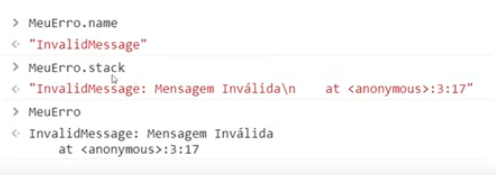 > MeuErro.name
<· "InvalidMessage"
> MeuErro.stack
<· "InvalidMessage: Mensagem Inválida\n    at <anonymous>:3:17"
> MeuErro
<· InvalidMessage: Mensagem Inválida
at <anonymous>:3:17